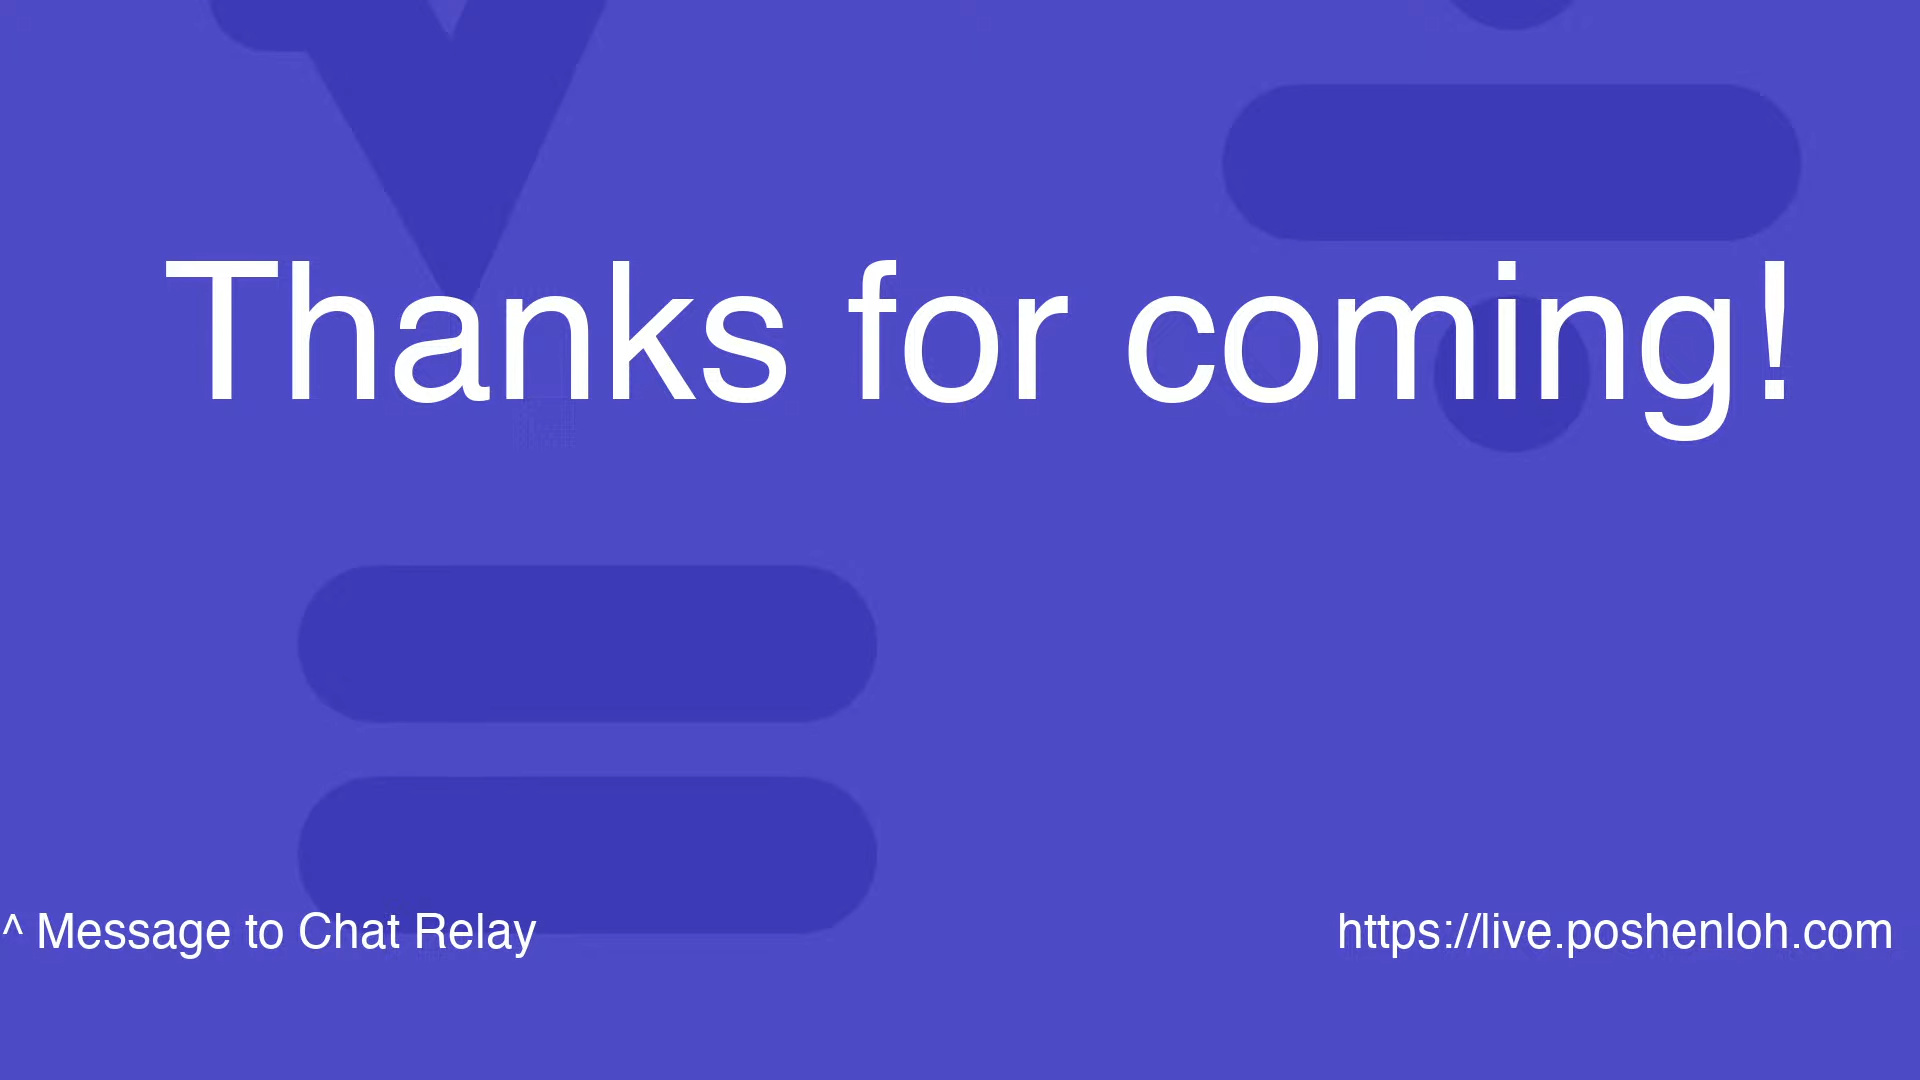 Thanks for coming!
^ Message to Chat Relay
https://live.poshenloh.com